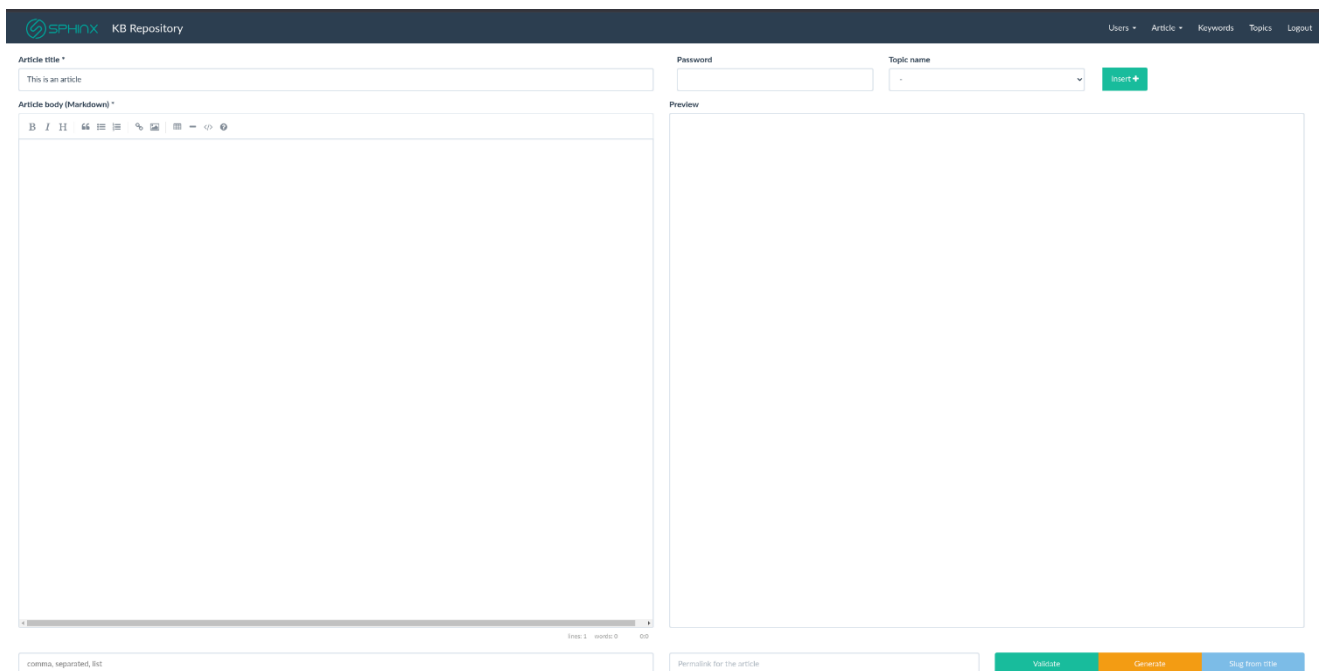 SPHINX KB Repository Users Article Keywords Topics Logout
Article title * Password Topic name
This is an article - Insert +
Article body (Markdown) * Preview
B I H
lines: 1 words: 0 0:0
comma, separated, list Permalink for the article Validate Generate Slug from title